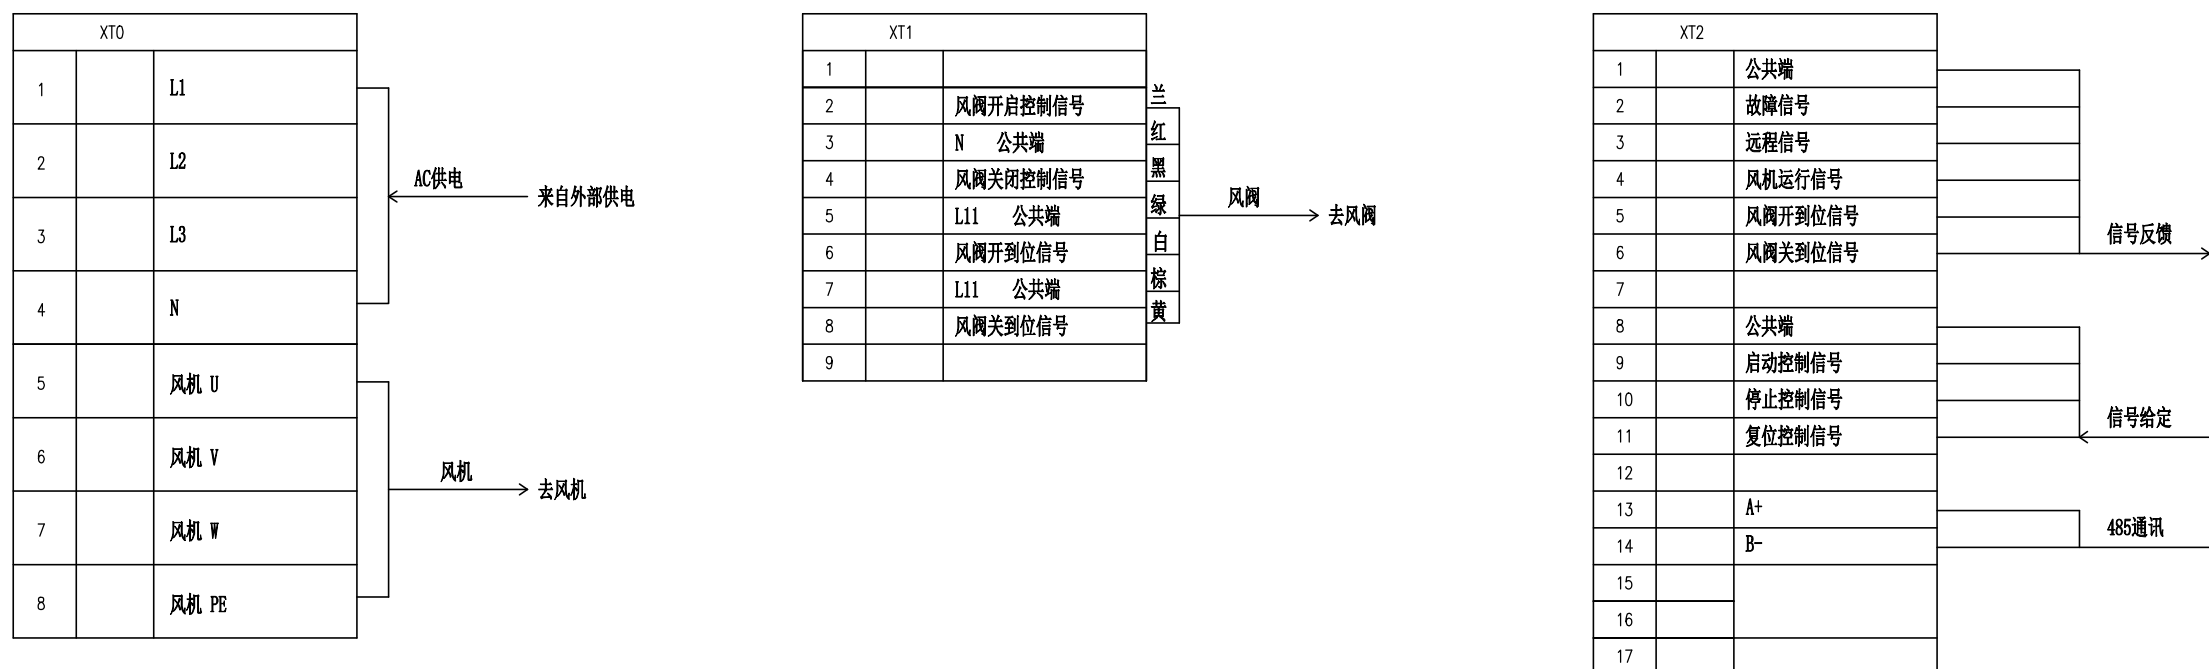 XT0
1 L1
2 L2
3 L3
4 N
5 风机 U
6 风机 V
7 风机 W
8 风机 PE
AC供电
来自外部供电
风机
去风机
XT1
1
2 风阀开启控制信号
3 N 公共端
4 风阀关闭控制信号
5 L11 公共端
6 风阀开到位信号
7 L11 公共端
8 风阀关到位信号
9
兰
红
黑
绿
白
棕
黄
风阀
去风阀
XT2
1 公共端
2 故障信号
3 远程信号
4 风机运行信号
5 风阀开到位信号
6 风阀关到位信号
7
8 公共端
9 启动控制信号
10 停止控制信号
11 复位控制信号
12
13 A+
14 B-
15
16
17
信号反馈
信号给定
485通讯